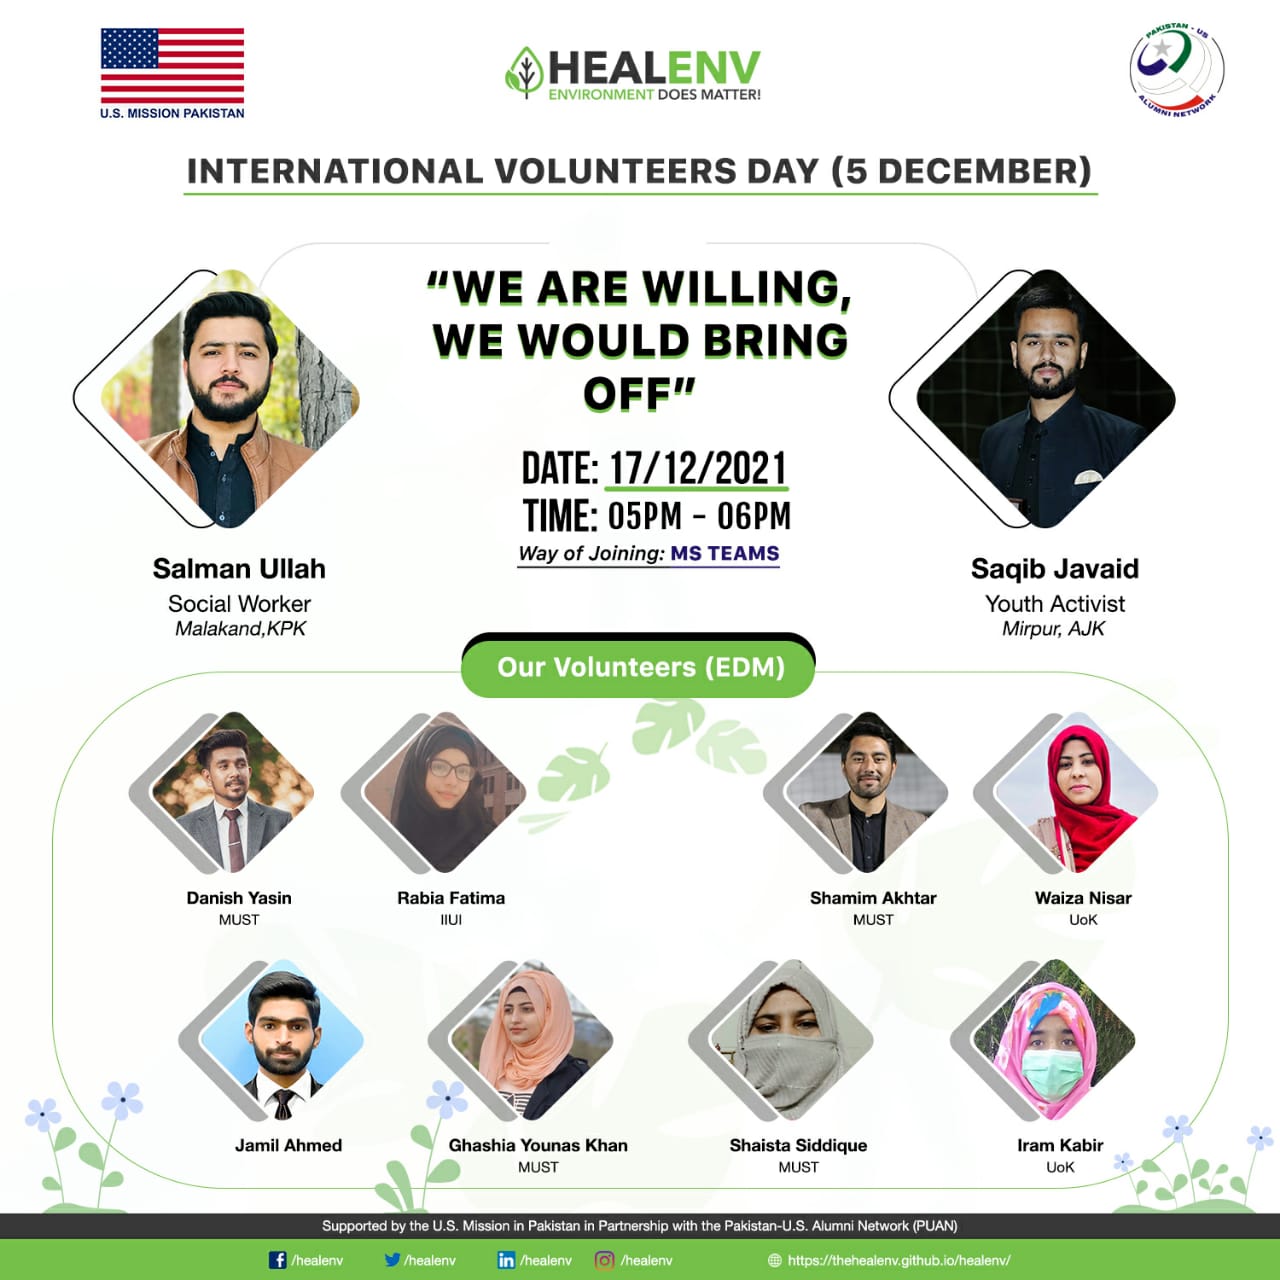 U.S. MISSION PAKISTAN
HEALENV
ENVIRONMENT DOES MATTER!
PAKISTAN - US
ALUMNI NETWORK
INTERNATIONAL VOLUNTEERS DAY (5 DECEMBER)
“WE ARE WILLING,
WE WOULD BRING
OFF”
DATE: 17/12/2021
TIME: 05PM - 06PM
Way of Joining: MS TEAMS
Salman Ullah
Social Worker
Malakand,KPK
Saqib Javaid
Youth Activist
Mirpur, AJK
Our Volunteers (EDM)
Danish Yasin
MUST
Rabia Fatima
IIUI
Shamim Akhtar
MUST
Waiza Nisar
UoK
Jamil Ahmed
Ghashia Younas Khan
MUST
Shaista Siddique
MUST
Iram Kabir
UoK
Supported by the U.S. Mission in Pakistan in Partnership with the Pakistan-U.S. Alumni Network (PUAN)
/healenv /healenv /healenv /healenv https://thehealenv.github.io/healenv/